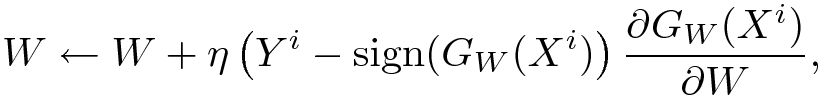 W ← W + η (Y^i − sign(G_W(X^i)) ∂G_W(X^i)/∂W,